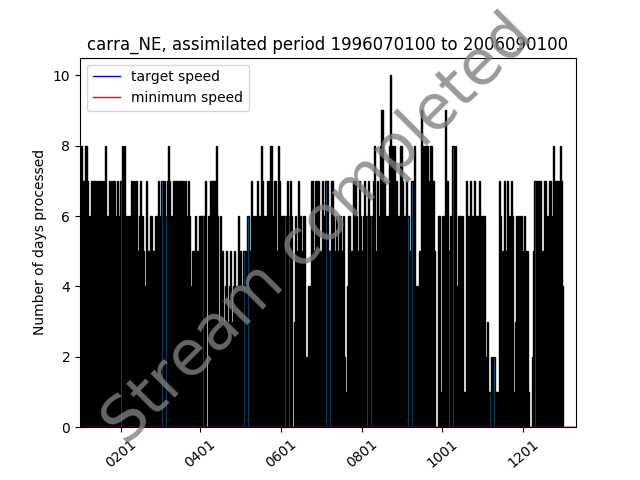 carra_NE, assimilated period 1996070100 to 2006090100
target speed
minimum speed
Number of days processed
10
8
6
4
2
0
0201
0401
0601
0801
1001
1201
Stream completed